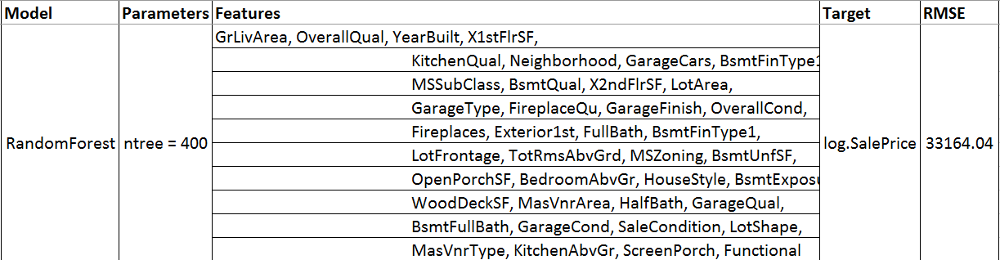 Model Parameters Features Target RMSE
GrLivArea, OverallQual, YearBuilt, X1stFlrSF,
KitchenQual, Neighborhood, GarageCars, BsmtFinType1
MSSubClass, BsmtQual, X2ndFlrSF, LotArea,
GarageType, FireplaceQu, GarageFinish, OverallCond,
Fireplaces, Exterior1st, FullBath, BsmtFinType1,
RandomForest ntree = 400 log.SalePrice 33164.04
LotFrontage, TotRmsAbvGrd, MSZoning, BsmtUnfSF,
OpenPorchSF, BedroomAbvGr, HouseStyle, BsmtExposu
WoodDeckSF, MasVnrArea, HalfBath, GarageQual,
BsmtFullBath, GarageCond, SaleCondition, LotShape,
MasVnrType, KitchenAbvGr, ScreenPorch, Functional